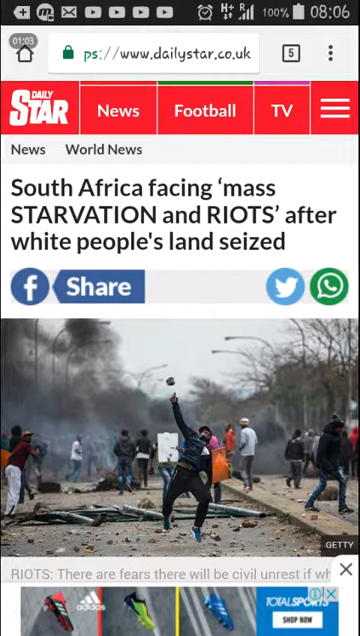 100% 08:06
01:03
ps://www.dailystar.co.uk
5
DAILY
STAR
News Football TV
News World News
South Africa facing ‘mass
STARVATION and RIOTS’ after
white people's land seized
f Share
GETTY
RIOTS: There are fears there will be civil unrest if wh
adidas
TOTALSPORTS
SHOP NOW